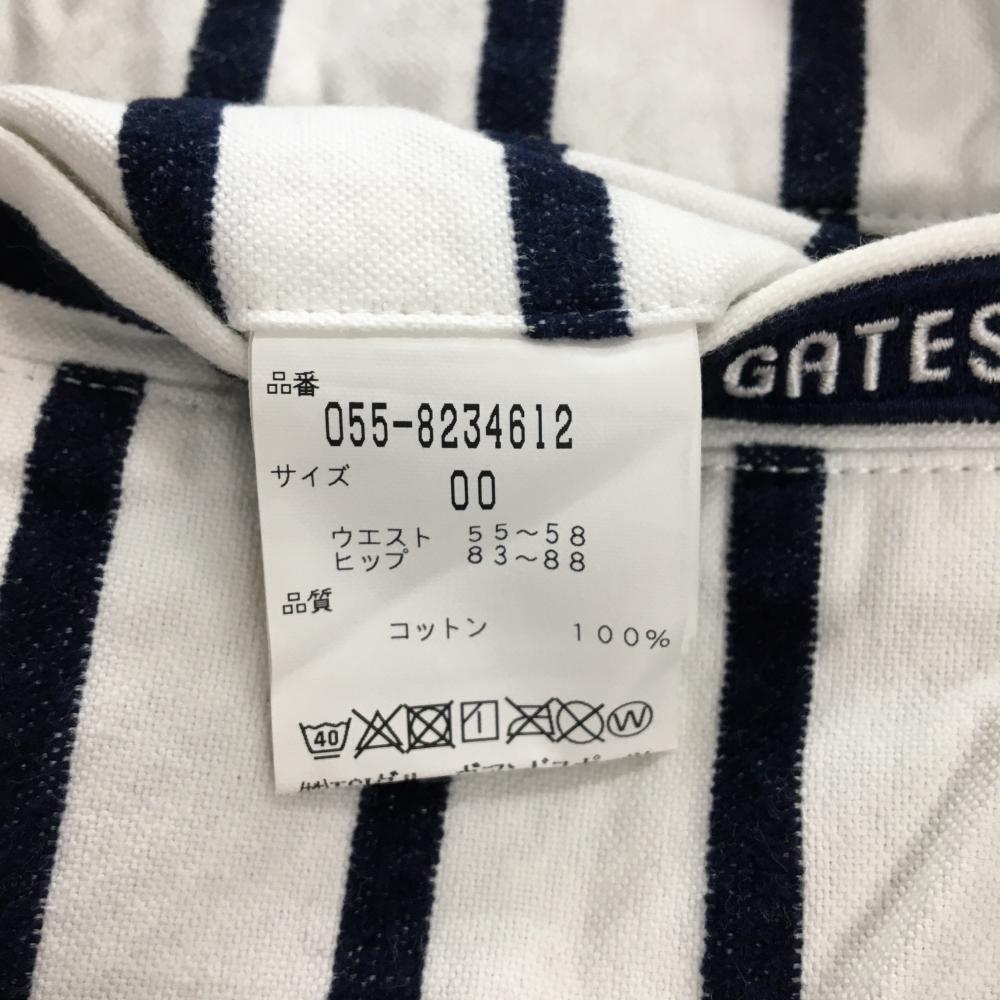 品番
055-8234612
サイズ
00
ウエスト 55~58
ヒップ 83~88
品質
コットン 100%
40
W
GATES